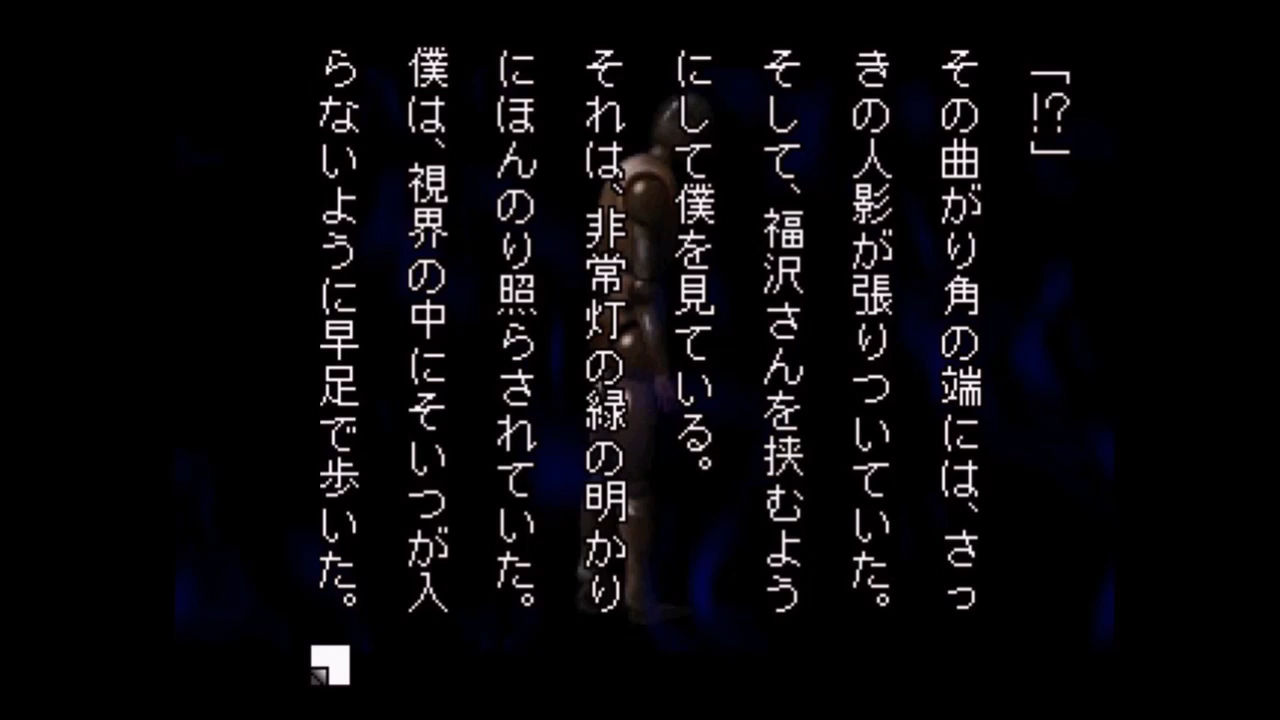 「!?」
その曲がり角の端には、さっ
きの人影が張りついていた。
そして、福沢さんを挟むよう
にして僕を見ている。
それは、非常灯の緑の明かり
にほんのり照らされていた。
僕は、視界の中にそいつが入
らないように早足で歩いた。